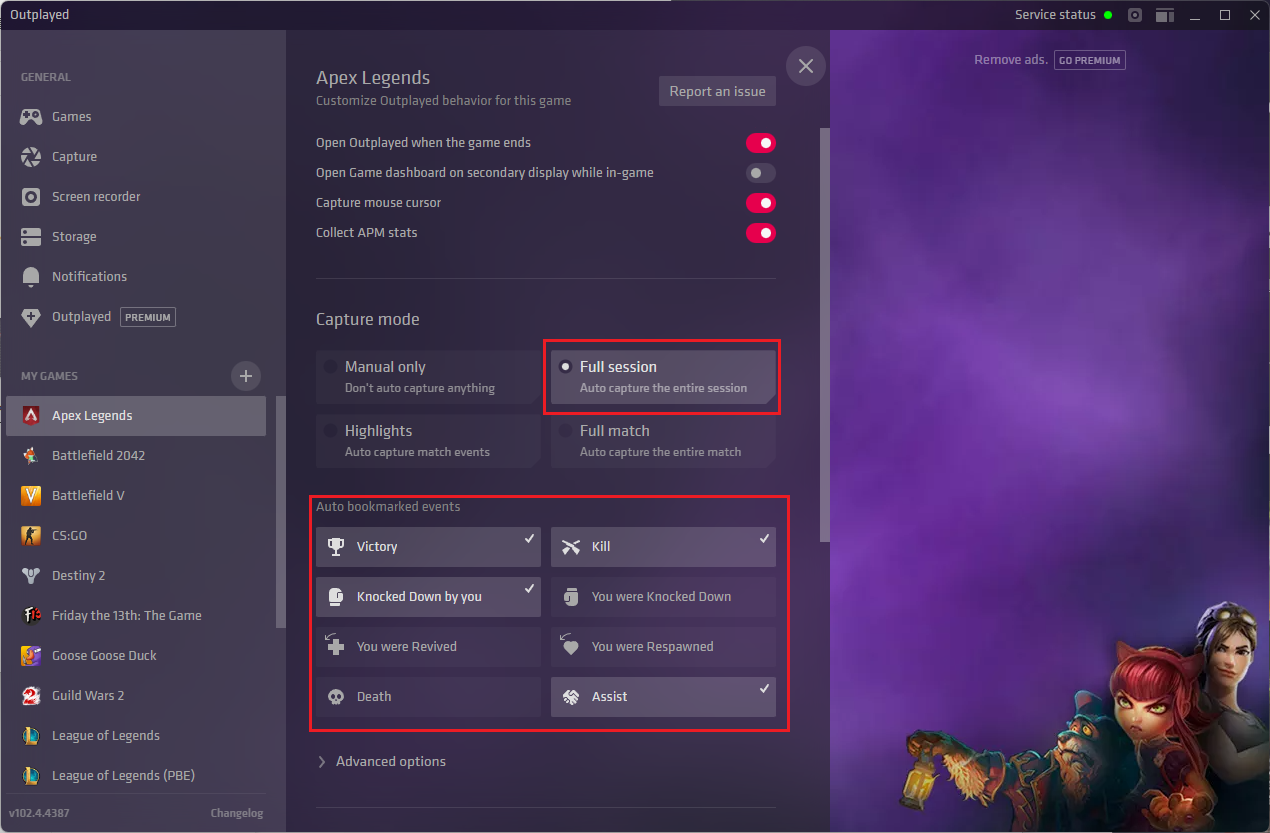 Outplayed
Service status
GENERAL
Games
Capture
Screen recorder
Storage
Notifications
Outplayed PREMIUM
MY GAMES
Apex Legends
Battlefield 2042
Battlefield V
CS:GO
Destiny 2
Friday the 13th: The Game
Goose Goose Duck
Guild Wars 2
League of Legends
League of Legends (PBE)
v102.4.4387 Changelog
Apex Legends
Customize Outplayed behavior for this game
Report an issue
Open Outplayed when the game ends
Open Game dashboard on secondary display while in-game
Capture mouse cursor
Collect APM stats
Capture mode
Manual only
Don't auto capture anything
Full session
Auto capture the entire session
Highlights
Auto capture match events
Full match
Auto capture the entire match
Auto bookmarked events
Victory
Kill
Knocked Down by you
You were Knocked Down
You were Revived
You were Respawned
Death
Assist
Advanced options
Remove ads. GO PREMIUM